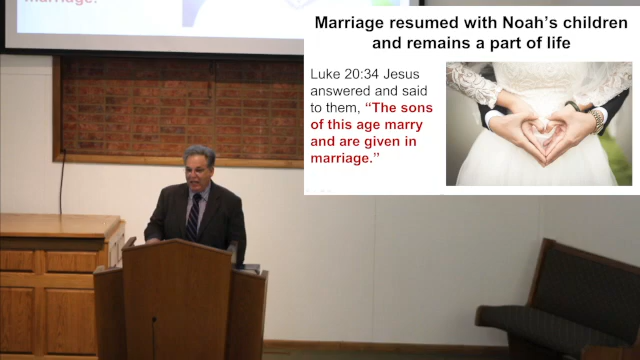 marriage.”
Marriage resumed with Noah’s children
and remains a part of life
Luke 20:34 Jesus
answered and said
to them, “The sons
of this age marry
and are given in
marriage.”